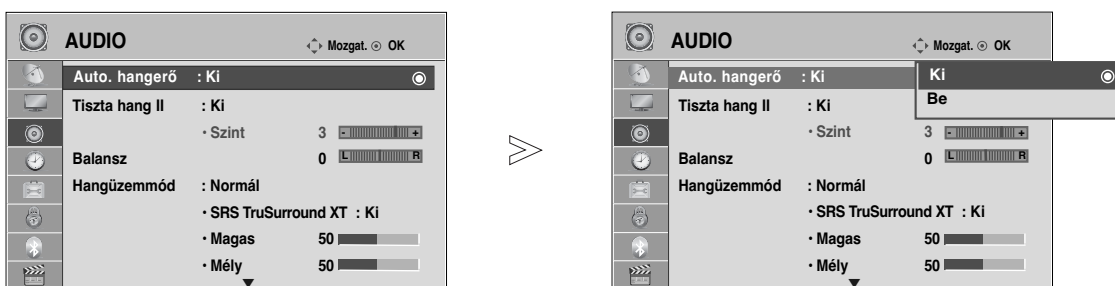 AUDIO
Mozgat. OK
Auto. hangerő : Ki
Tiszta hang II : Ki
• Szint 3 - +
Balansz 0 L R
Hangüzemmód : Normál
• SRS TruSurround XT : Ki
• Magas 50
• Mély 50
>
AUDIO
Mozgat. OK
Auto. hangerő : Ki
Ki
Be
Tiszta hang II : Ki
• Szint 3 - +
Balansz 0 L R
Hangüzemmód : Normál
• SRS TruSurround XT : Ki
• Magas 50
• Mély 50